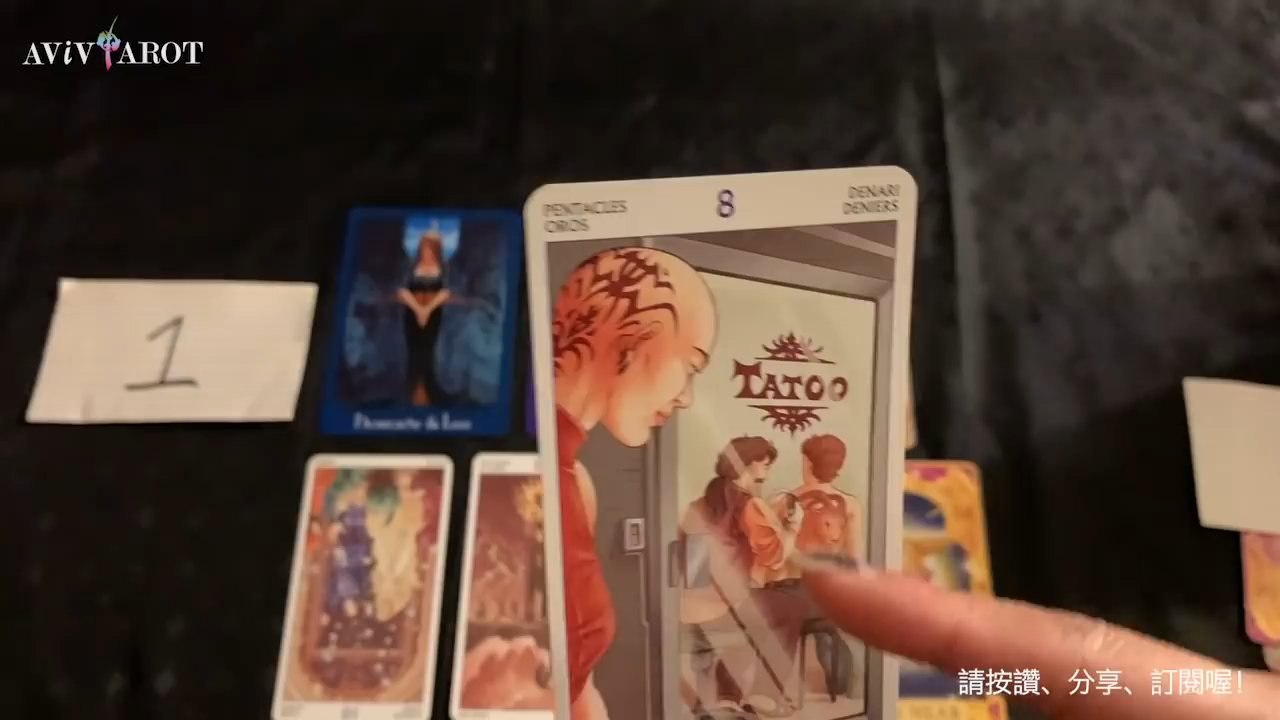 AViVTAROT
PENTACLES
OROS
8
DENARI
DENIERS
TATOO
1
請按讚、分享、訂閱喔!